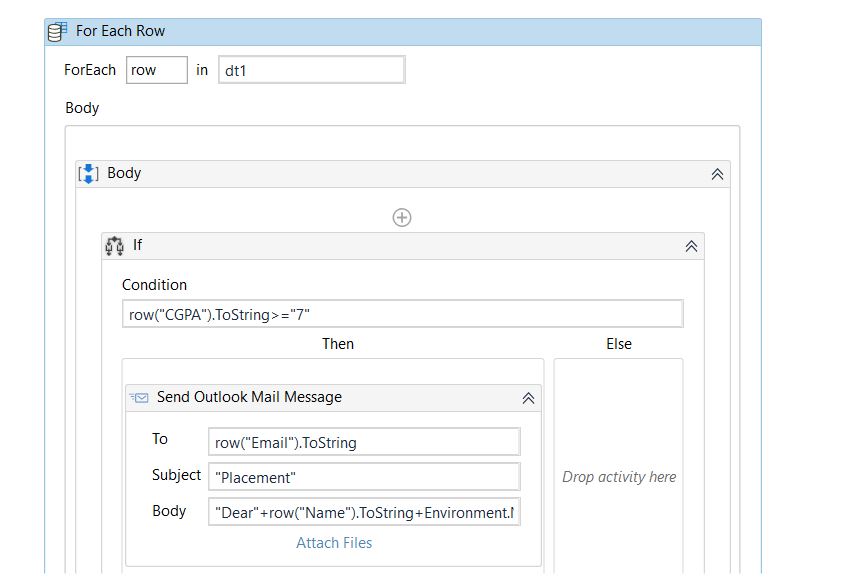 For Each Row
ForEach row in dt1
Body
Body
If
Condition
row("CGPA").ToString>="7"
Then Else
Send Outlook Mail Message
To row("Email").ToString
Subject "Placement"
Drop activity here
Body "Dear"+row("Name").ToString+Environment.
Attach Files